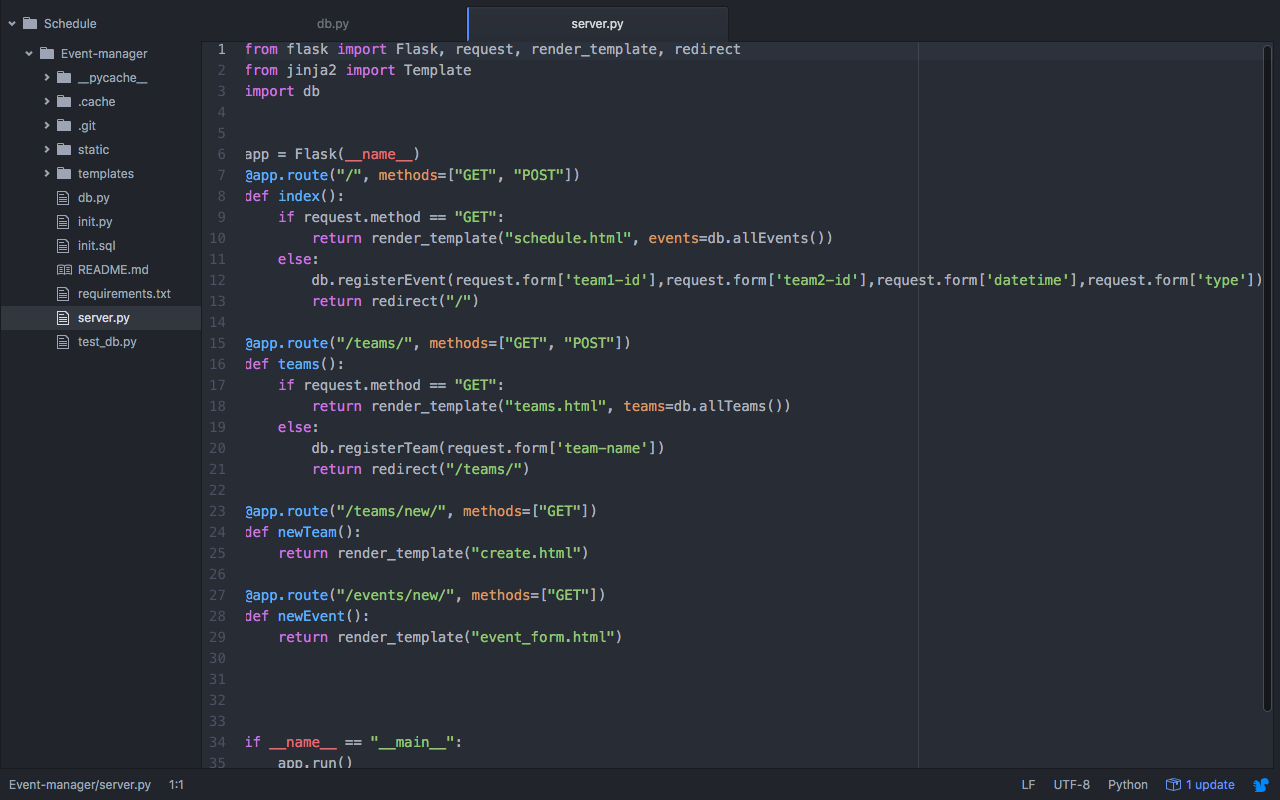 Schedule
Event-manager
__pycache__
.cache
.git
static
templates
db.py
init.py
init.sql
README.md
requirements.txt
server.py
test_db.py
db.py
server.py
1 from flask import Flask, request, render_template, redirect
2 from jinja2 import Template
3 import db
4
5
6 app = Flask(__name__)
7 @app.route("/", methods=["GET", "POST"])
8 def index():
9     if request.method == "GET":
10         return render_template("schedule.html", events=db.allEvents())
11     else:
12         db.registerEvent(request.form['team1-id'],request.form['team2-id'],request.form['datetime'],request.form['type'])
13         return redirect("/")
14
15 @app.route("/teams/", methods=["GET", "POST"])
16 def teams():
17     if request.method == "GET":
18         return render_template("teams.html", teams=db.allTeams())
19     else:
20         db.registerTeam(request.form['team-name'])
21         return redirect("/teams/")
22
23 @app.route("/teams/new/", methods=["GET"])
24 def newTeam():
25     return render_template("create.html")
26
27 @app.route("/events/new/", methods=["GET"])
28 def newEvent():
29     return render_template("event_form.html")
30
31
32
33
34 if __name__ == "__main__":
35     app.run()
Event-manager/server.py 1:1
LF UTF-8 Python 1 update